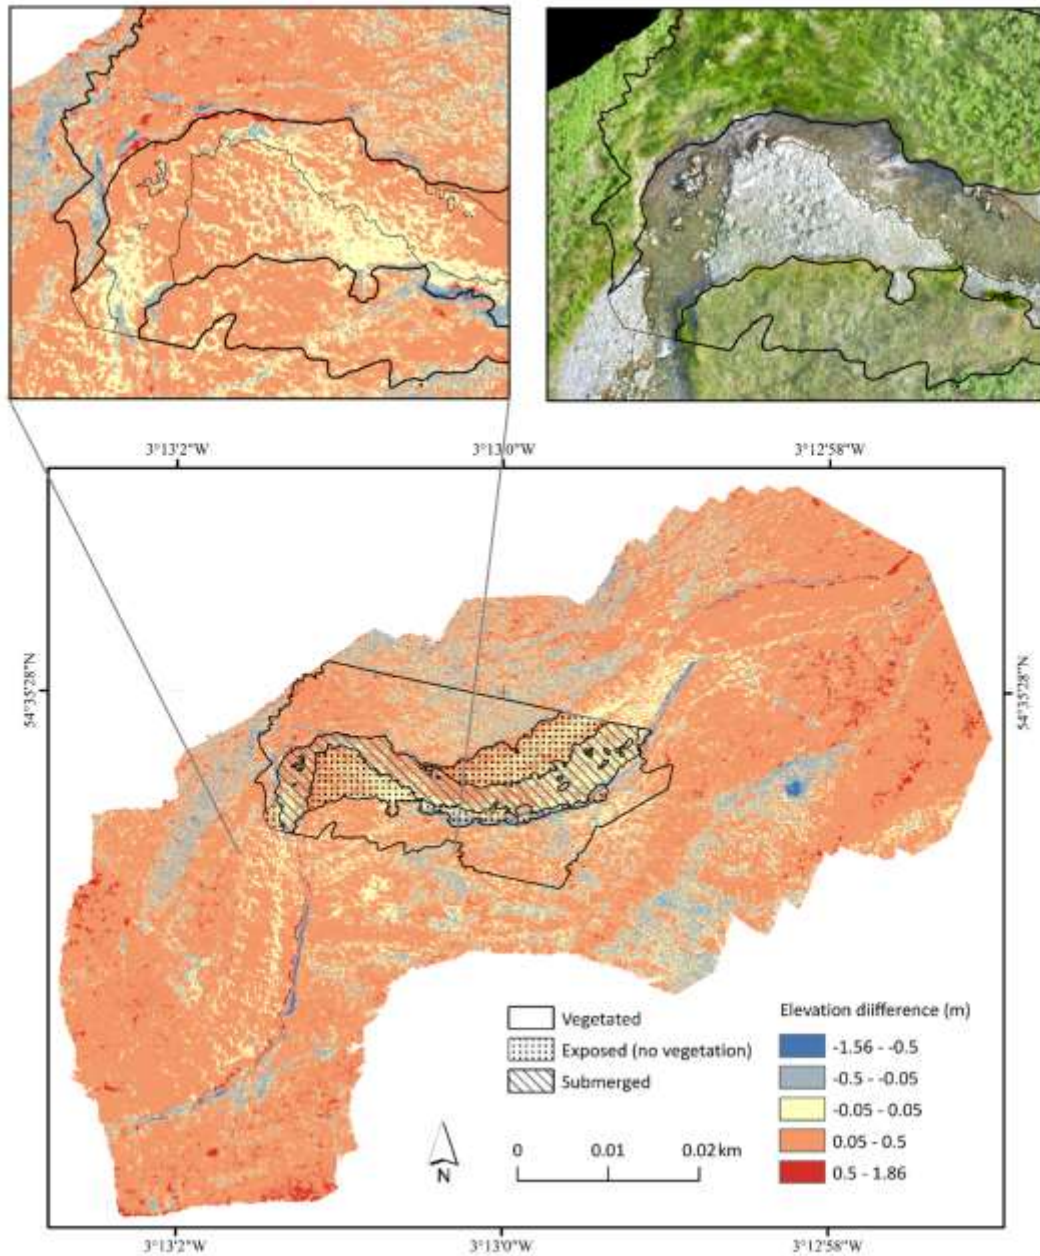 3°13'2"W 3°13'0"W 3°12'58"W
54°35'28"N 54°35'28"N
Vegetated
Exposed (no vegetation)
Submerged
N
0 0.01 0.02 km
Elevation diifference (m)
-1.56 - -0.5
-0.5 - -0.05
-0.05 - 0.05
0.05 - 0.5
0.5 - 1.86
3°13'2"W 3°13'0"W 3°12'58"W